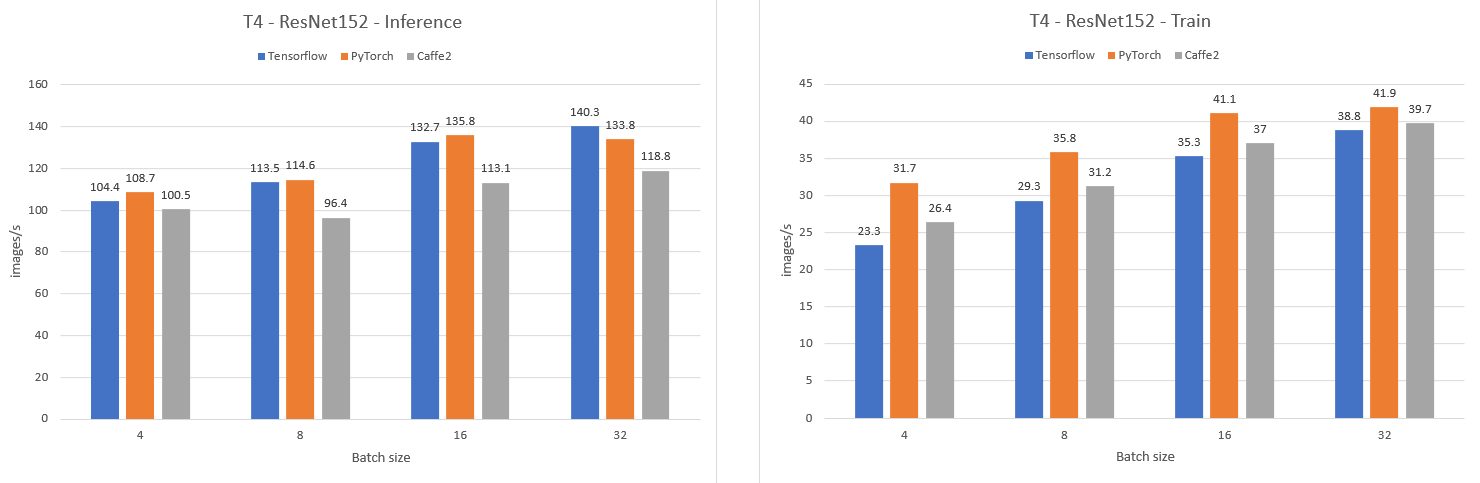 T4 - ResNet152 - Inference
Tensorflow PyTorch Caffe2
160
140
120
100
80
60
40
20
0
images/s
104.4 108.7 100.5
113.5 114.6 96.4
132.7 135.8 113.1
140.3 133.8 118.8
4 8 16 32
Batch size
T4 - ResNet152 - Train
Tensorflow PyTorch Caffe2
45
40
35
30
25
20
15
10
5
0
images/s
23.3 31.7 26.4
29.3 35.8 31.2
35.3 41.1 37
38.8 41.9 39.7
4 8 16 32
Batch size